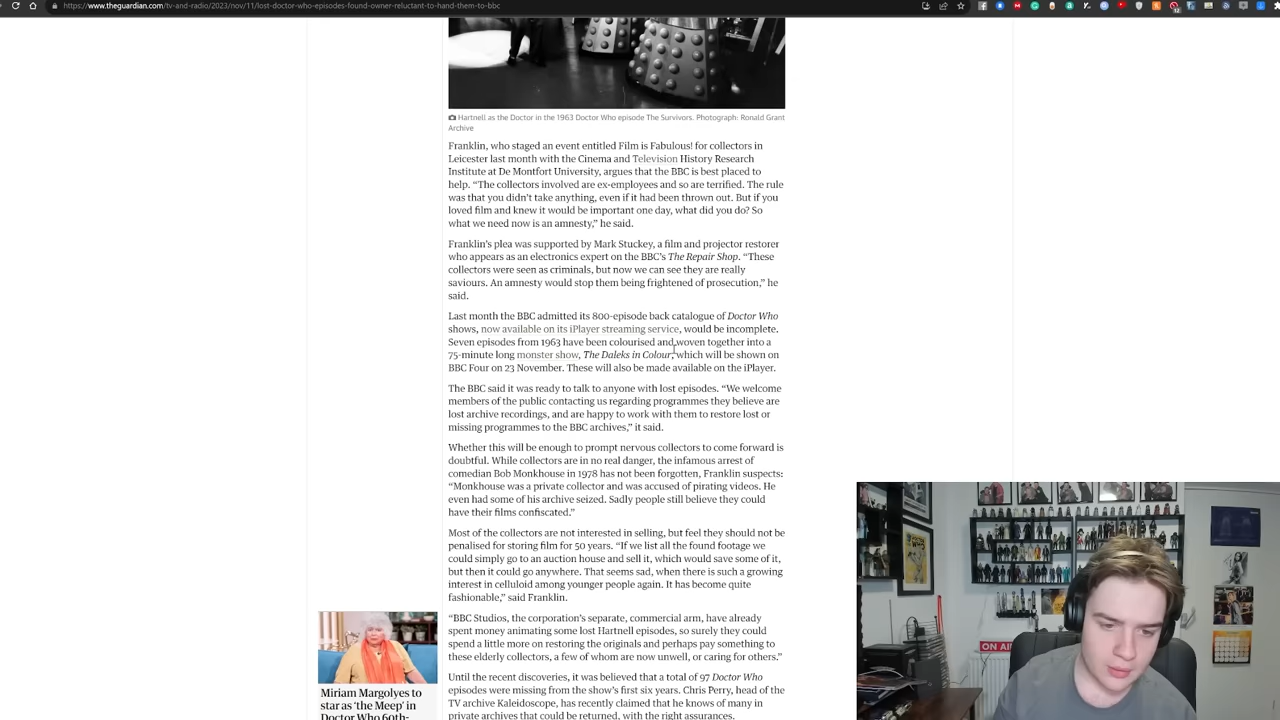 https://www.theguardian.com/tv-and-radio/2023/nov/11/lost-doctor-who-episodes-found-owner-reluctant-to-hand-them-to-bbc
Hartnell as the Doctor in the 1963 Doctor Who episode The Survivors. Photograph: Ronald Grant
Archive
Franklin, who staged an event entitled Film is Fabulous! for collectors in
Leicester last month with the Cinema and Television History Research
Institute at De Montfort University, argues that the BBC is best placed to
help. “The collectors involved are ex-employees and so are terrified. The rule
was that you didn’t take anything, even if it had been thrown out. But if you
loved film and knew it would be important one day, what did you do? So
what we need now is an amnesty,” he said.
Franklin’s plea was supported by Mark Stuckey, a film and projector restorer
who appears as an electronics expert on the BBC’s The Repair Shop. “These
collectors were seen as criminals, but now we can see they are really
saviours. An amnesty would stop them being frightened of prosecution,” he
said.
Last month the BBC admitted its 800-episode back catalogue of Doctor Who
shows, now available on its iPlayer streaming service, would be incomplete.
Seven episodes from 1963 have been colourised and woven together into a
75-minute long monster show, The Daleks in Colour, which will be shown on
BBC Four on 23 November. These will also be made available on the iPlayer.
The BBC said it was ready to talk to anyone with lost episodes. “We welcome
members of the public contacting us regarding programmes they believe are
lost archive recordings, and are happy to work with them to restore lost or
missing programmes to the BBC archives,” it said.
Whether this will be enough to prompt nervous collectors to come forward is
doubtful. While collectors are in no real danger, the infamous arrest of
comedian Bob Monkhouse in 1978 has not been forgotten, Franklin suspects:
“Monkhouse was a private collector and was accused of pirating videos. He
even had some of his archive seized. Sadly people still believe they could
have their films confiscated.”
Most of the collectors are not interested in selling, but feel they should not be
penalised for storing film for 50 years. “If we list all the found footage we
could simply go to an auction house and sell it, which would save some of it,
but then it could go anywhere. That seems sad, when there is such a growing
interest in celluloid among younger people again. It has become quite
fashionable,” said Franklin.
“BBC Studios, the corporation’s separate, commercial arm, have already
spent money animating some lost Hartnell episodes, so surely they could
spend a little more on restoring the originals and perhaps pay something to
these elderly collectors, a few of whom are now unwell, or caring for others.”
Until the recent discoveries, it was believed that a total of 97 Doctor Who
episodes were missing from the show’s first six years. Chris Perry, head of the
TV archive Kaleidoscope, has recently claimed that he knows of many in
private archives that could be returned, with the right assurances.
Miriam Margolyes to
star as ‘the Meep’ in
Doctor Who 60th-
ON AI